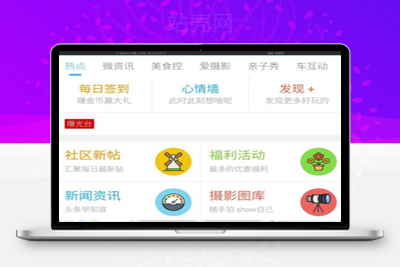 站壳网
热点 微资讯 美食控 爱摄影 亲子秀 车互动
每日签到 心情墙 发现 +
赚金币赢大礼 此时此刻想啥呢 发现更多好玩的
曝光台
社区新帖 福利活动
汇聚每日最新贴 最多的优惠福利
新闻资讯 摄影图库
头条早知道 随手拍 show自己